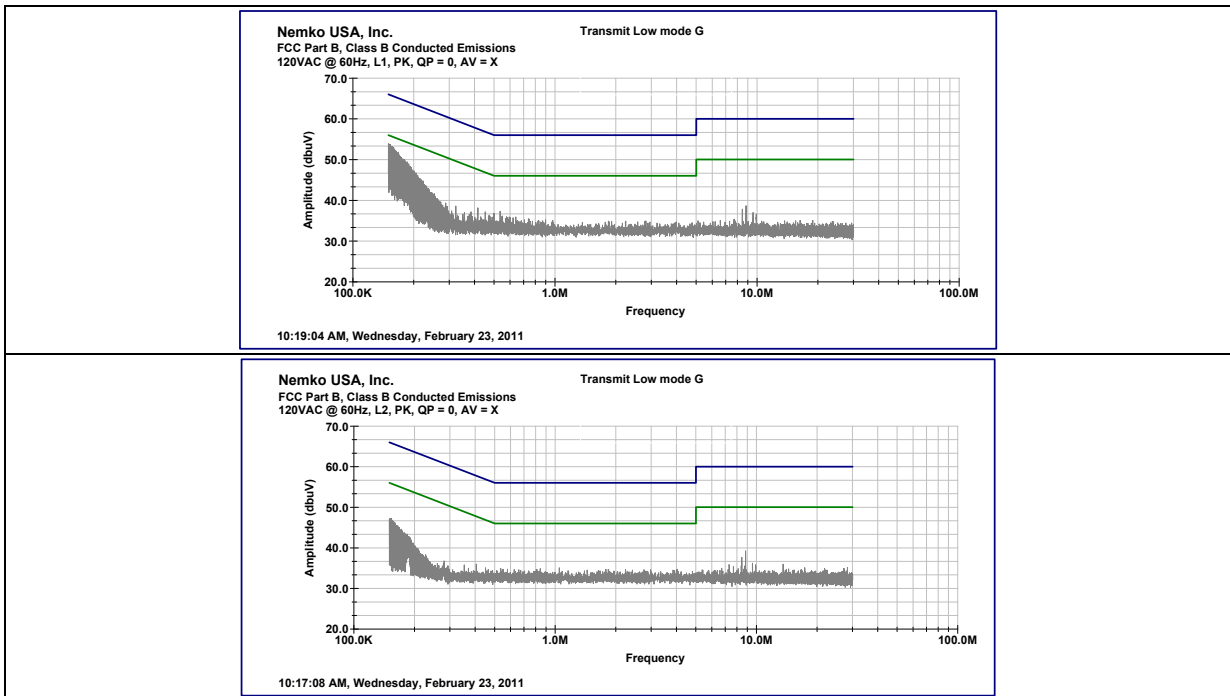 Nemko USA, Inc.
Transmit Low mode G
FCC Part B, Class B Conducted Emissions
120VAC @ 60Hz, L1, PK, QP = 0, AV = X
70.0
60.0
50.0
40.0
30.0
20.0
Amplitude (dbuV)
100.0K
1.0M
10.0M
100.0M
Frequency
10:19:04 AM, Wednesday, February 23, 2011
Nemko USA, Inc.
Transmit Low mode G
FCC Part B, Class B Conducted Emissions
120VAC @ 60Hz, L2, PK, QP = 0, AV = X
70.0
60.0
50.0
40.0
30.0
20.0
Amplitude (dbuV)
100.0K
1.0M
10.0M
100.0M
Frequency
10:17:08 AM, Wednesday, February 23, 2011